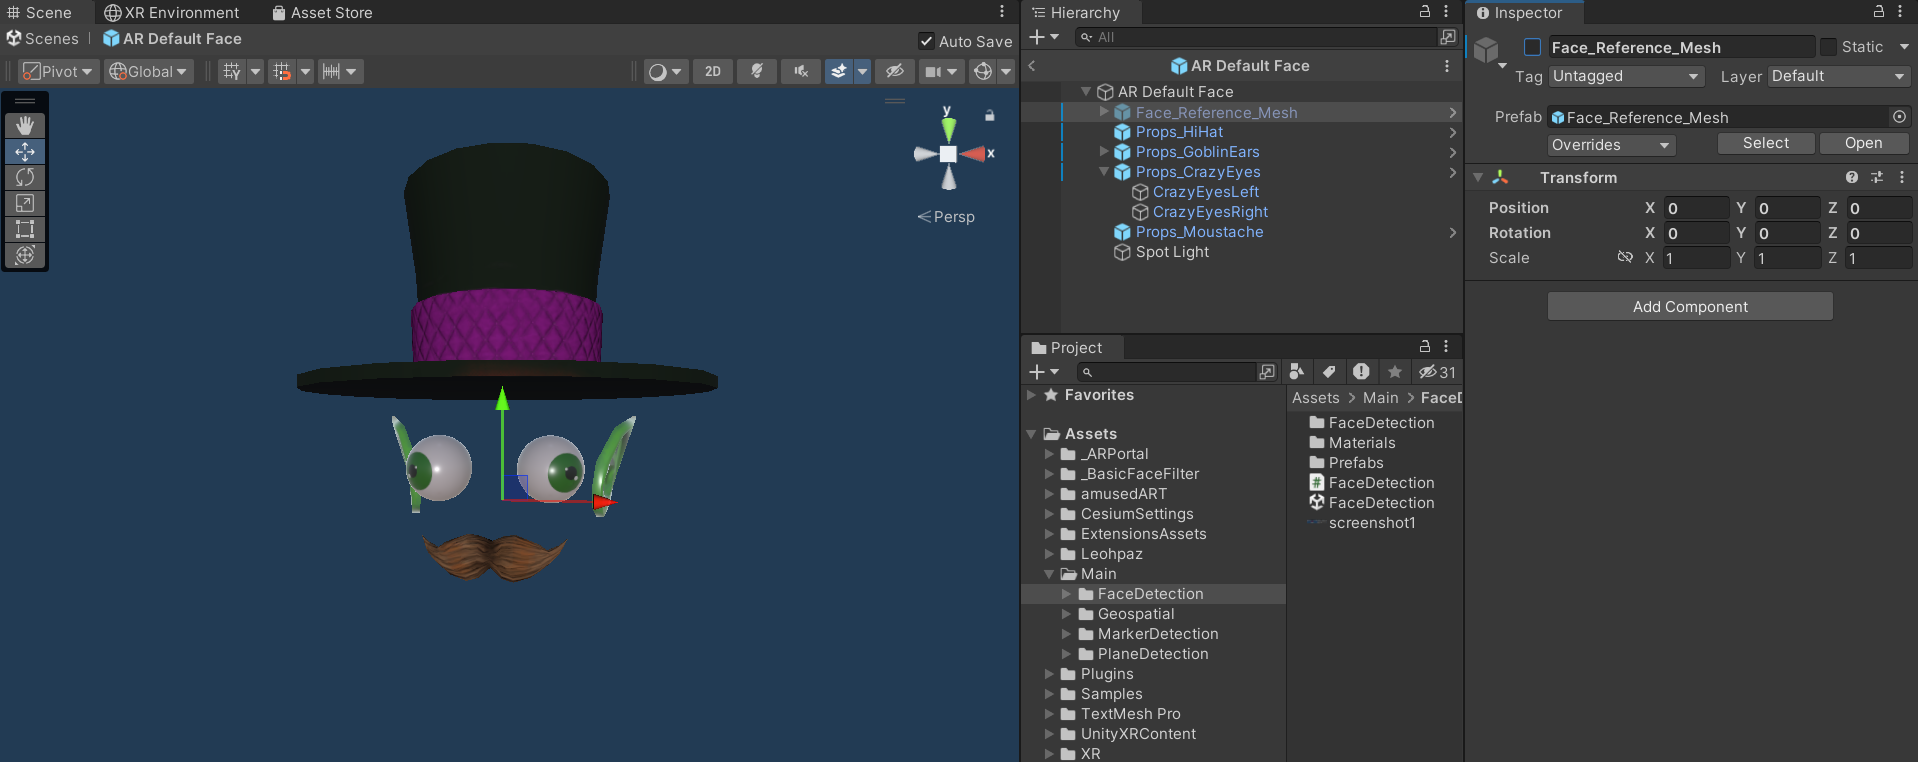 Scene
XR Environment
Asset Store
Scenes | AR Default Face
Auto Save
Pivot
Global
2D
y
x
Persp
Hierarchy
All
AR Default Face
AR Default Face
Face_Reference_Mesh
Props_HiHat
Props_GoblinEars
Props_CrazyEyes
CrazyEyesLeft
CrazyEyesRight
Props_Moustache
Spot Light
Project
31
Favorites
Assets
_ARPortal
_BasicFaceFilter
amusedART
CesiumSettings
ExtensionsAssets
Leohpaz
Main
FaceDetection
Geospatial
MarkerDetection
PlaneDetection
Plugins
Samples
TextMesh Pro
UnityXRContent
XR
Assets > Main > FaceD
FaceDetection
Materials
Prefabs
FaceDetection
FaceDetection
screenshot1
Inspector
Face_Reference_Mesh
Static
Tag Untagged Layer Default
Prefab Face_Reference_Mesh
Overrides Select Open
Transform
Position X 0 Y 0 Z 0
Rotation X 0 Y 0 Z 0
Scale X 1 Y 1 Z 1
Add Component